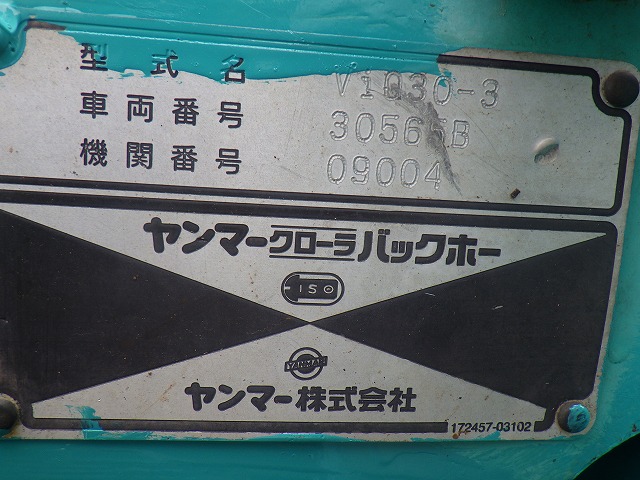 型式名 ViO30-3
車両番号 30565B
機関番号 09004
ヤンマークローラバックホー
ISO
YANMAR
ヤンマー株式会社
172457-03102